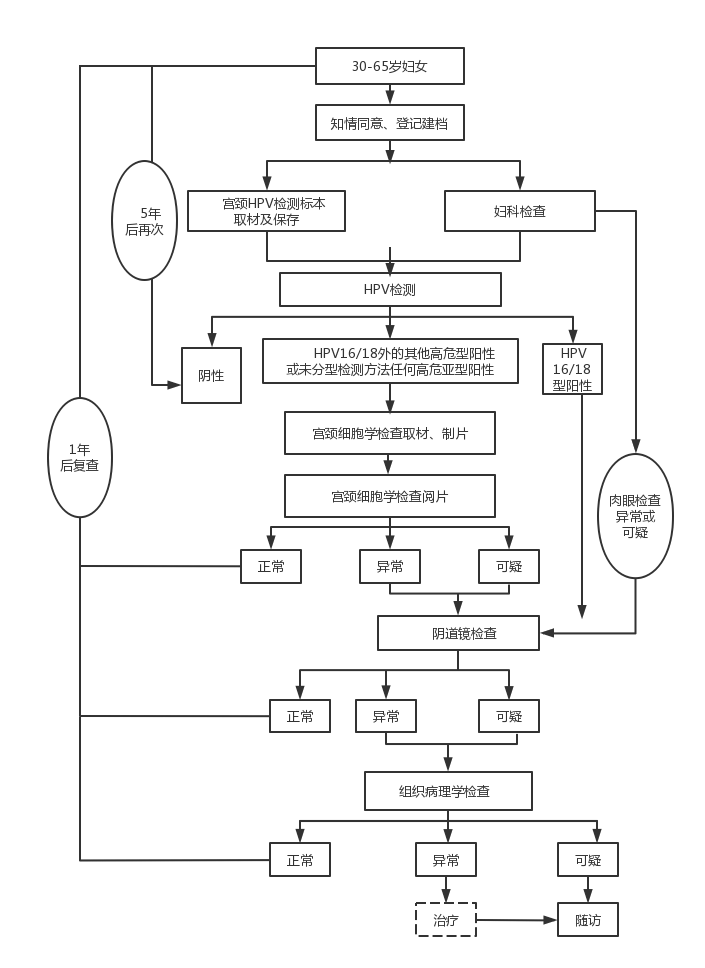 30-65岁妇女
知情同意、登记建档
5年
后再次
宫颈HPV检测标本
取材及保存
妇科检查
HPV检测
阴性
HPV16/18外的其他高危型阳性
或未分型检测方法任何高危亚型阳性
HPV
16/18
型阳性
宫颈细胞学检查取材、制片
1年
后复查
宫颈细胞学检查阅片
肉眼检查
异常或
可疑
正常
异常
可疑
阴道镜检查
正常
异常
可疑
组织病理学检查
正常
异常
可疑
治疗
随访